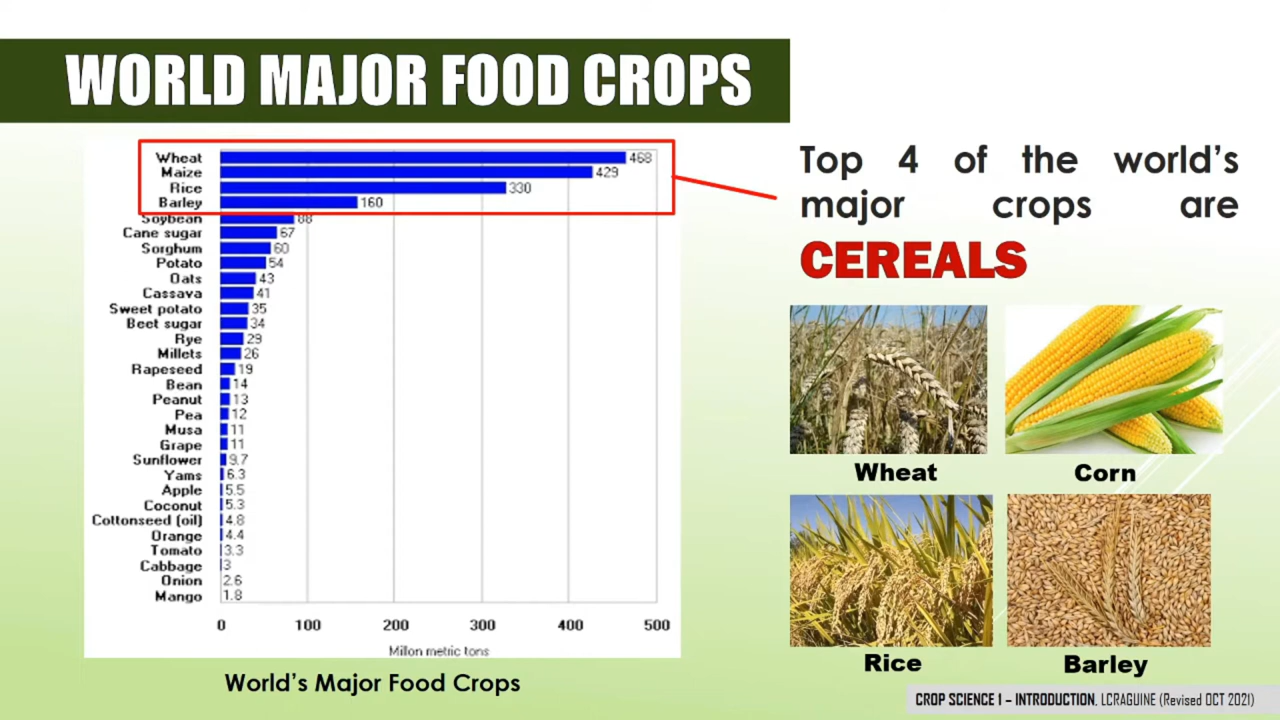 WORLD MAJOR FOOD CROPS
Wheat 468
Maize 429
Rice 330
Barley 160
Soybean 88
Cane sugar 67
Sorghum 60
Potato 54
Oats 43
Cassava 41
Sweet potato 35
Beet sugar 34
Rye 29
Millets 26
Rapeseed 19
Bean 14
Peanut 13
Pea 12
Musa 11
Grape 11
Sunflower 9.7
Yams 6.3
Apple 5.5
Coconut 5.3
Cottonseed (oil) 4.8
Orange 4.4
Tomato 3.3
Cabbage 3
Onion 2.6
Mango 1.8
0 100 200 300 400 500
Millon metric tons
World's Major Food Crops
Top 4 of the world's
major crops are
CEREALS
Wheat
Corn
Rice
Barley
CROP SCIENCE 1 – INTRODUCTION, LCRAGUINE (Revised OCT 2021)